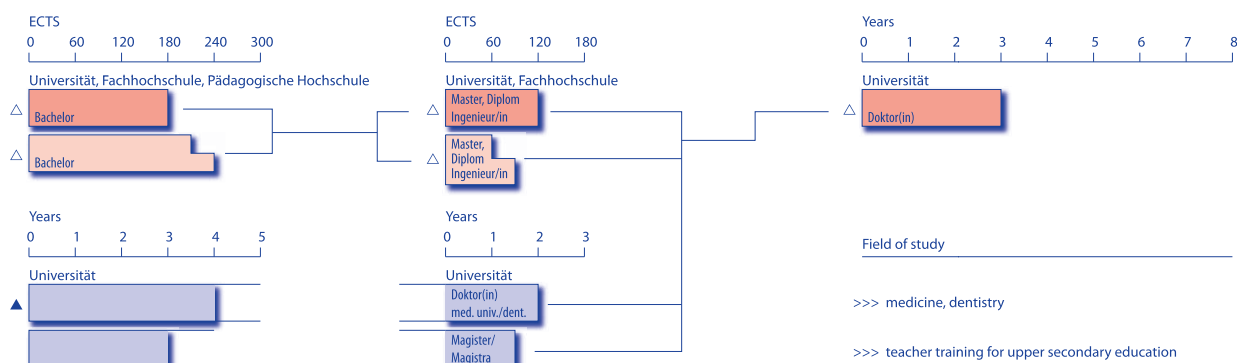 ECTS
0 60 120 180 240 300
Universität, Fachhochschule, Pädagogische Hochschule
Bachelor
Bachelor
ECTS
0 60 120 180
Universität, Fachhochschule
Master, Diplom
Ingenieur/in
Master,
Diplom
Ingenieur/in
Years
0 1 2 3 4 5 6 7 8
Universität
Doktor(in)
Years
0 1 2 3 4 5
Universität
Years
0 1 2 3
Universität
Doktor(in)
med. univ./dent.
Magister/
Magistra
Field of study
>>> medicine, dentistry
>>> teacher training for upper secondary education